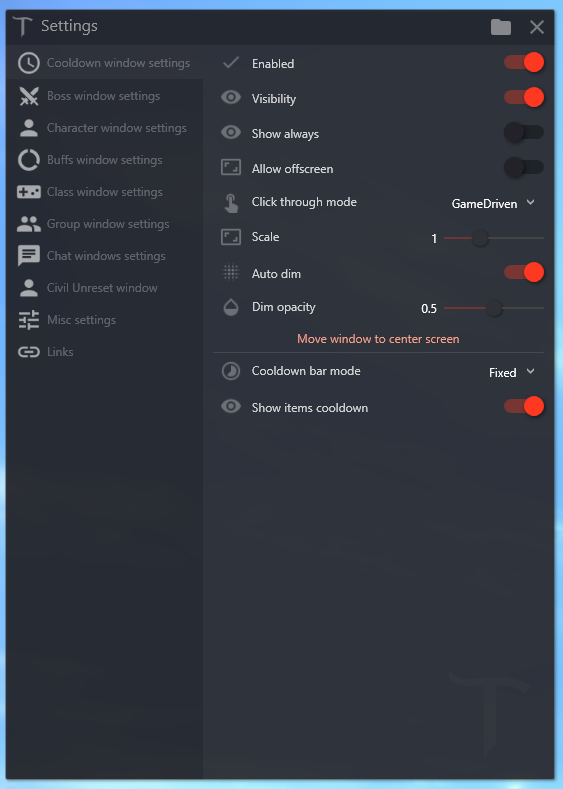 Settings
Cooldown window settings
Boss window settings
Character window settings
Buffs window settings
Class window settings
Group window settings
Chat windows settings
Civil Unreset window
Misc settings
Links
Enabled
Visibility
Show always
Allow offscreen
Click through mode GameDriven
Scale 1
Auto dim
Dim opacity 0.5
Move window to center screen
Cooldown bar mode Fixed
Show items cooldown